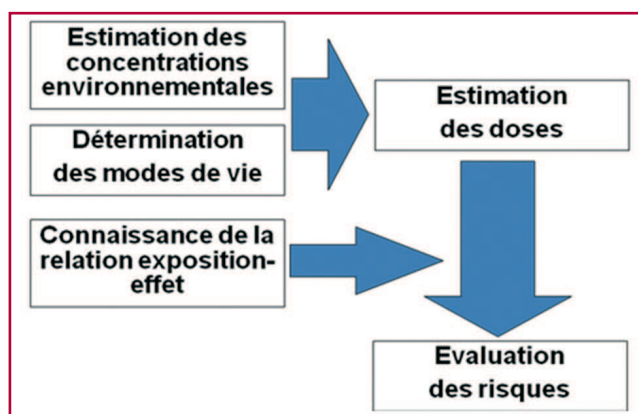 Estimation des
concentrations
environnementales
Détermination
des modes de vie
Connaissance de la
relation exposition-
effet
Estimation
des doses
Evaluation
des risques